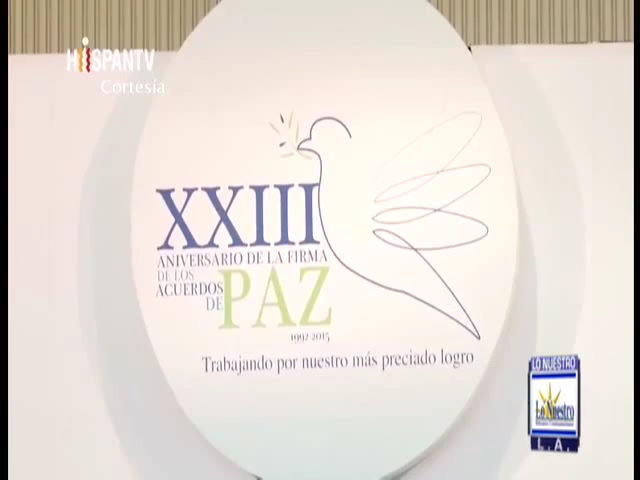 HISPANTV
Cortesía
XXIII
ANIVERSARIO DE LA FIRMA
DE LOS
ACUERDOS
DE PAZ
1992-2015
Trabajando por nuestro más preciado logro
LO NUESTRO
Lo Nuestro
L.A.